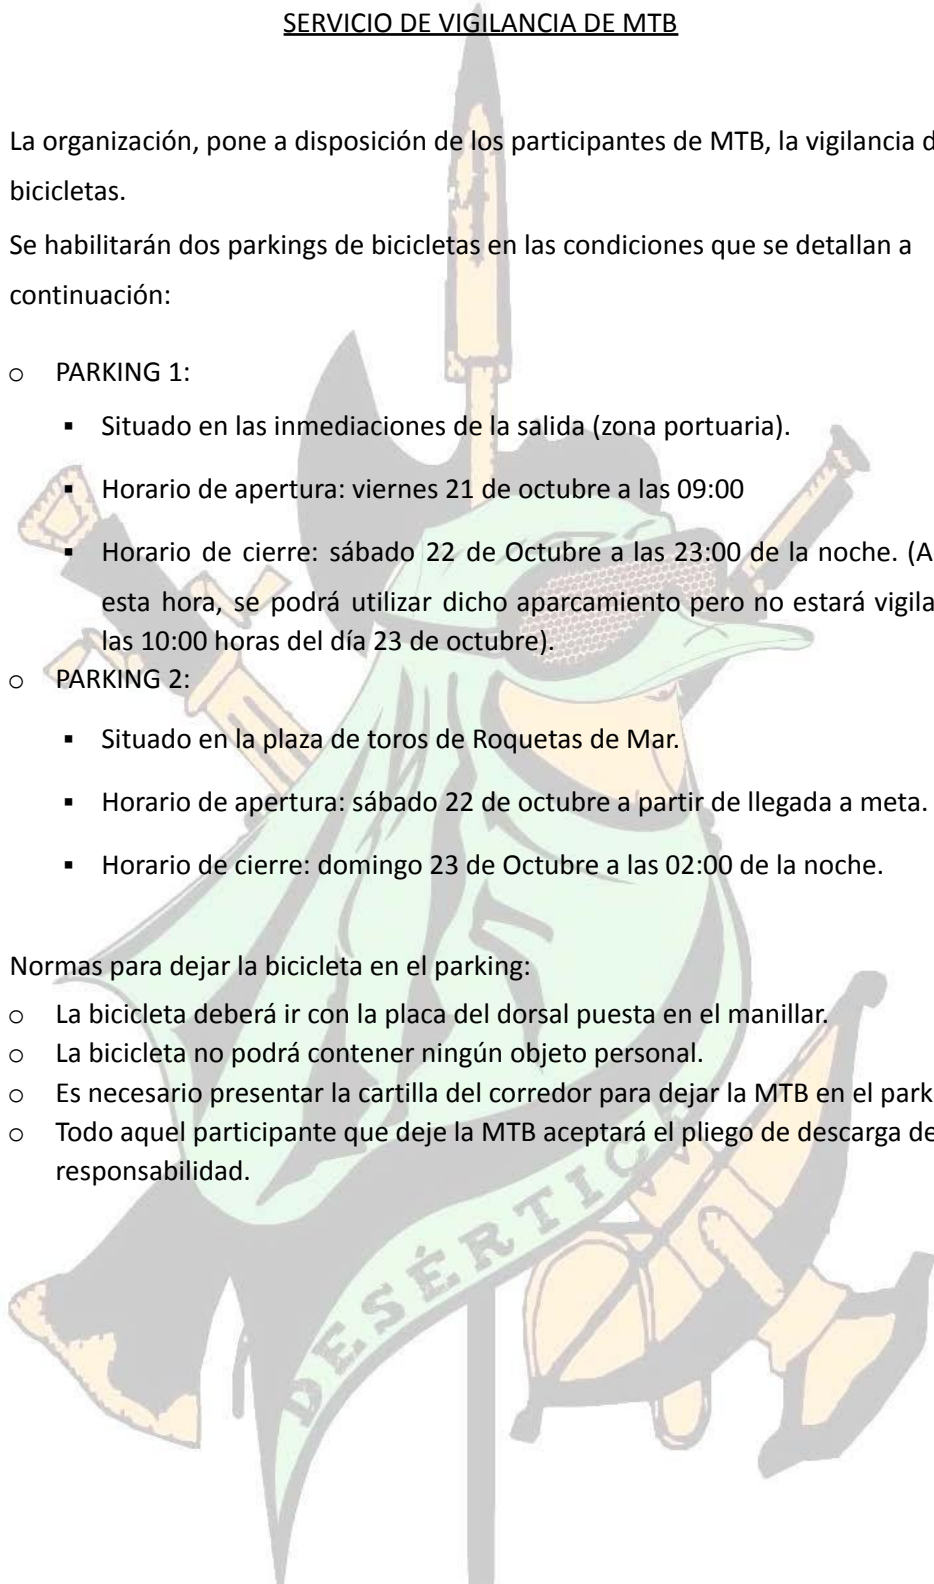 SERVICIO DE VIGILANCIA DE MTB
La organización, pone a disposición de los participantes de MTB, la vigilancia d
bicicletas.
Se habilitarán dos parkings de bicicletas en las condiciones que se detallan a
continuación:
o PARKING 1:
▪ Situado en las inmediaciones de la salida (zona portuaria).
▪ Horario de apertura: viernes 21 de octubre a las 09:00
▪ Horario de cierre: sábado 22 de Octubre a las 23:00 de la noche. (A
esta hora, se podrá utilizar dicho aparcamiento pero no estará vigila
las 10:00 horas del día 23 de octubre).
o PARKING 2:
▪ Situado en la plaza de toros de Roquetas de Mar.
▪ Horario de apertura: sábado 22 de octubre a partir de llegada a meta.
▪ Horario de cierre: domingo 23 de Octubre a las 02:00 de la noche.
Normas para dejar la bicicleta en el parking:
o La bicicleta deberá ir con la placa del dorsal puesta en el manillar.
o La bicicleta no podrá contener ningún objeto personal.
o Es necesario presentar la cartilla del corredor para dejar la MTB en el park
o Todo aquel participante que deje la MTB aceptará el pliego de descarga de
responsabilidad.
DESÉRTICA